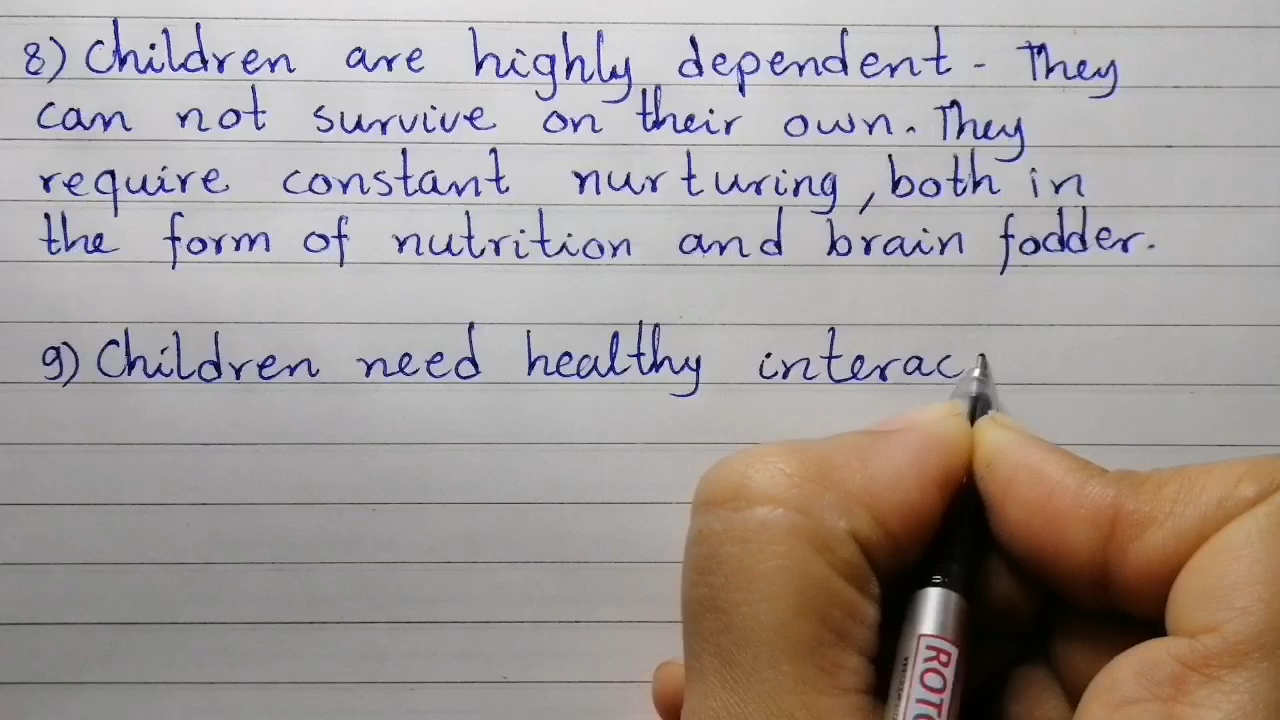 8) Children are highly dependent. They
can not survive on their own. They
require constant nurturing, both in
the form of nutrition and brain fodder.
9) Children need healthy interac
ROTO